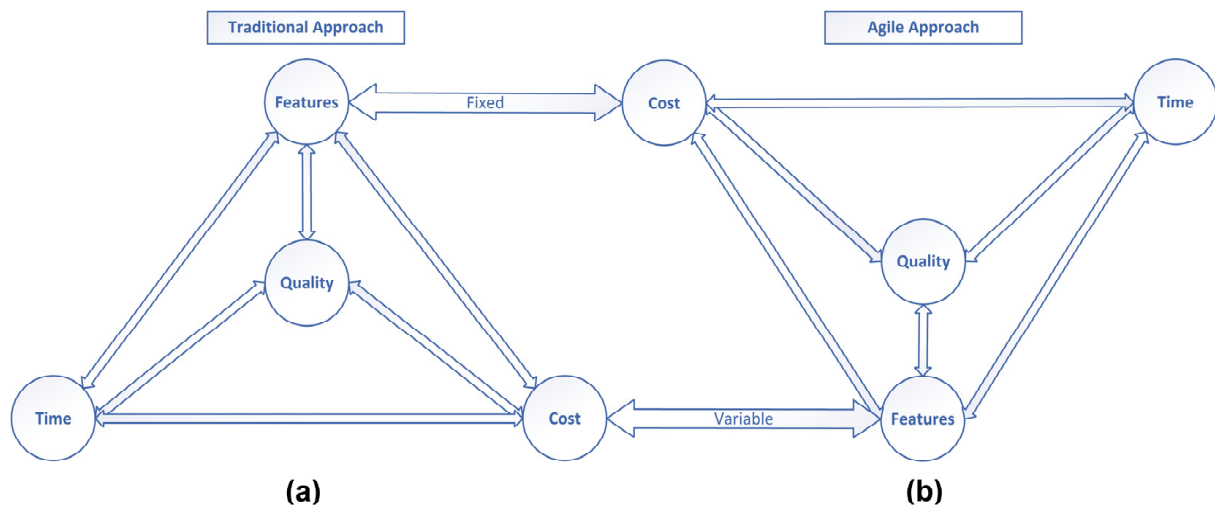 Traditional Approach
Agile Approach
Features
Fixed
Cost
Time
Quality
Quality
Time
Cost
Variable
Features
(a)
(b)